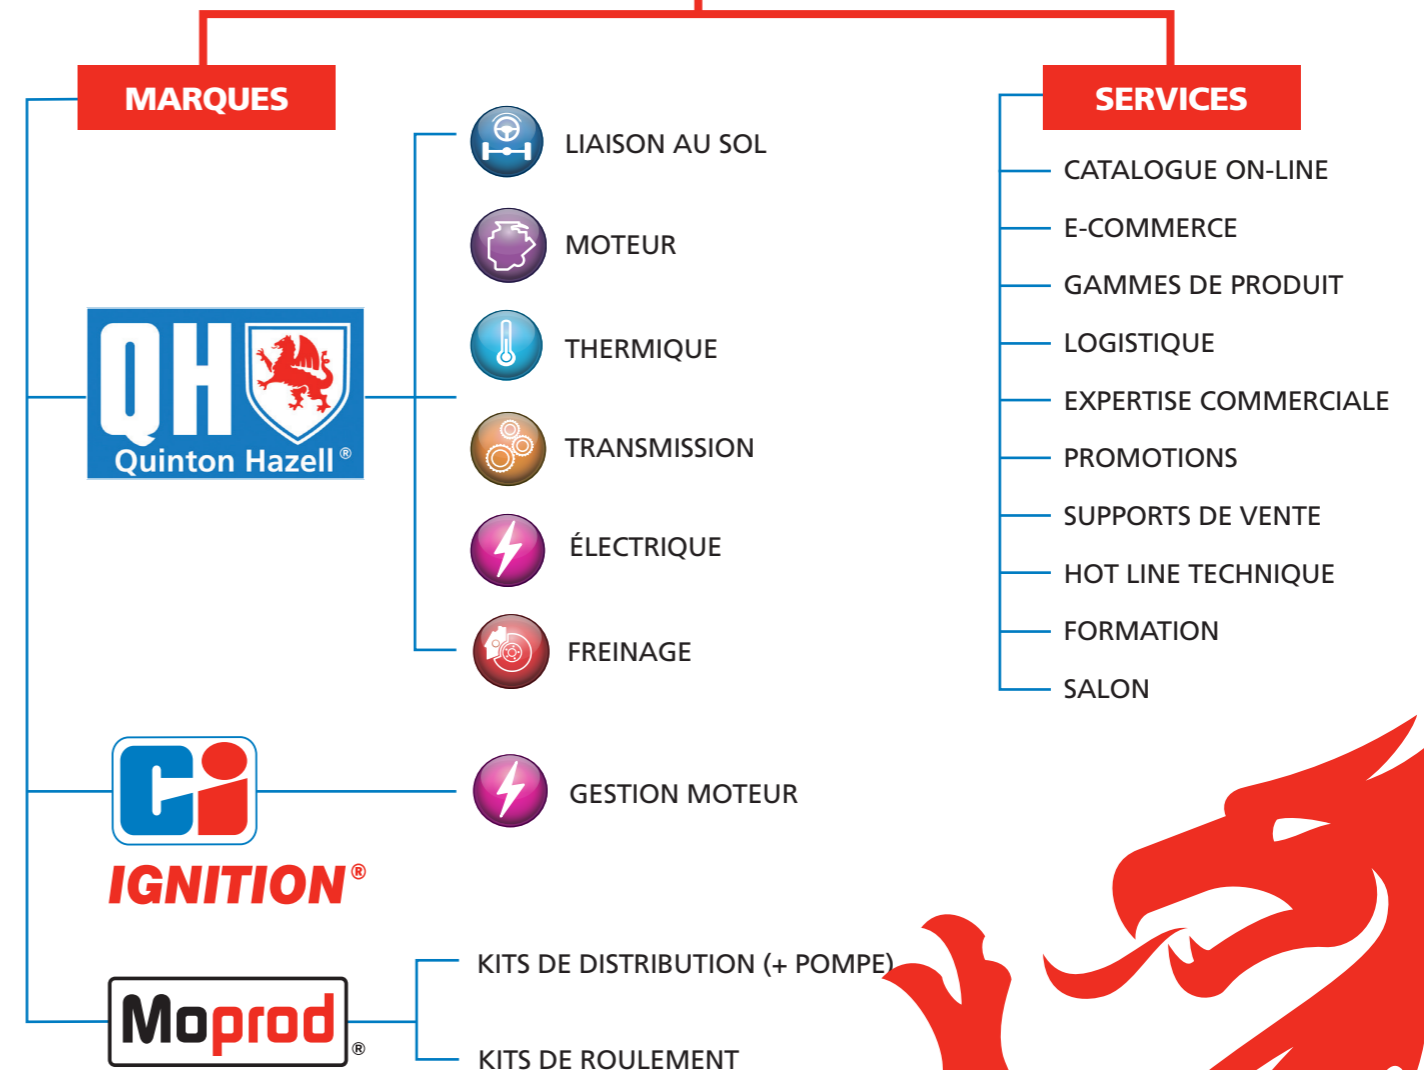 MARQUES
QH
Quinton Hazell ®
LIAISON AU SOL
MOTEUR
THERMIQUE
TRANSMISSION
ÉLECTRIQUE
FREINAGE
Ci
IGNITION ®
GESTION MOTEUR
Moprod ®
KITS DE DISTRIBUTION (+ POMPE)
KITS DE ROULEMENT
SERVICES
CATALOGUE ON-LINE
E-COMMERCE
GAMMES DE PRODUIT
LOGISTIQUE
EXPERTISE COMMERCIALE
PROMOTIONS
SUPPORTS DE VENTE
HOT LINE TECHNIQUE
FORMATION
SALON